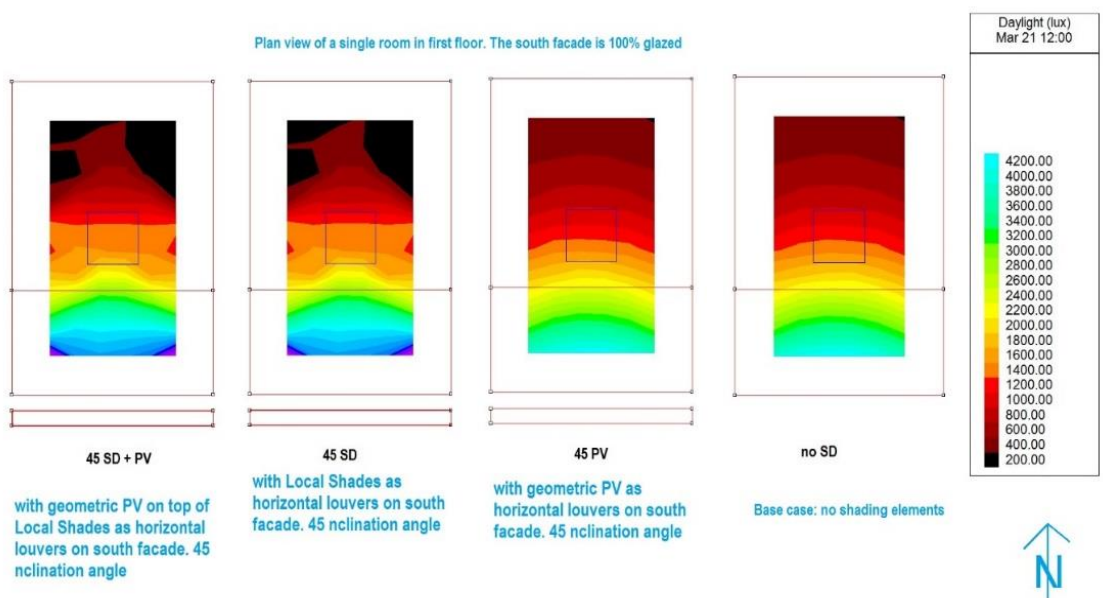 Plan view of a single room in first floor. The south facade is 100% glazed
Daylight (lux)
Mar 21 12:00
4200.00
4000.00
3800.00
3600.00
3400.00
3200.00
3000.00
2800.00
2600.00
2400.00
2200.00
2000.00
1800.00
1600.00
1400.00
1200.00
1000.00
800.00
600.00
400.00
200.00
45 SD + PV
with geometric PV on top of
Local Shades as horizontal
louvers on south facade. 45
nclination angle
45 SD
with Local Shades as
horizontal louvers on south
facade. 45 nclination angle
45 PV
with geometric PV as
horizontal louvers on south
facade. 45 nclination angle
no SD
Base case: no shading elements
N